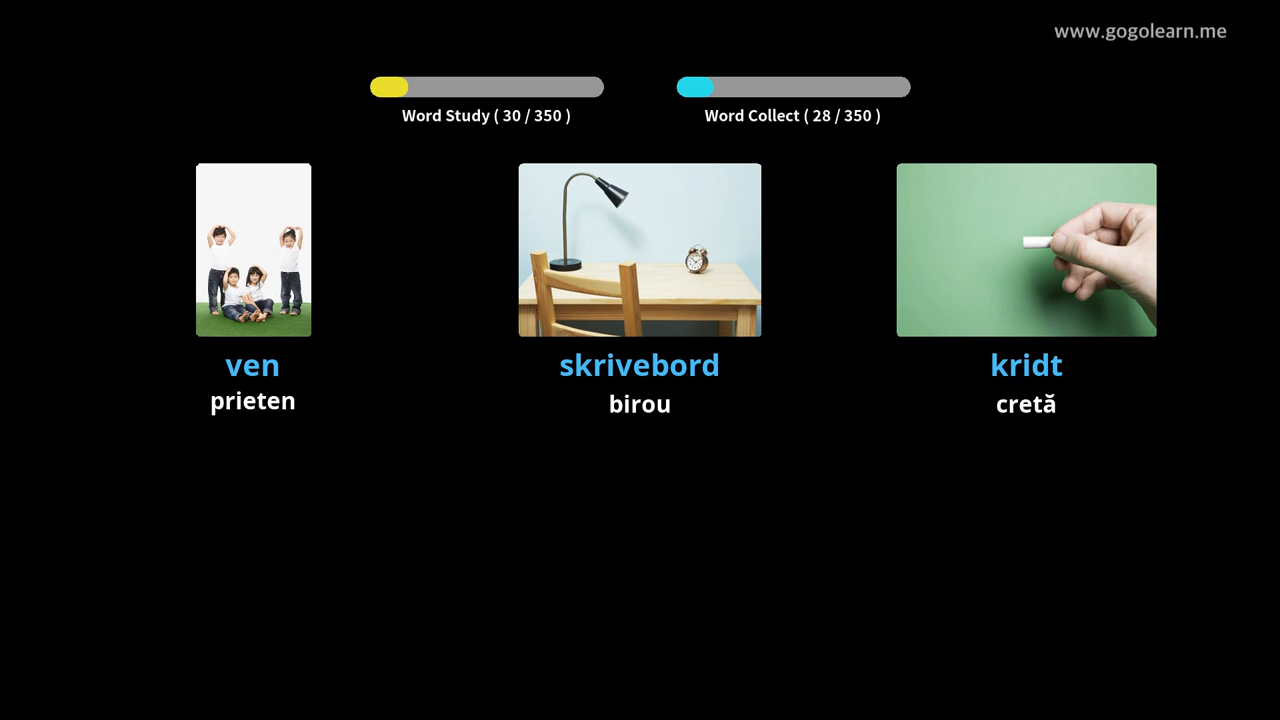 www.gogolearn.me
Word Study ( 30 / 350 )
Word Collect ( 28 / 350 )
ven
prieten
skrivebord
birou
kridt
cretă